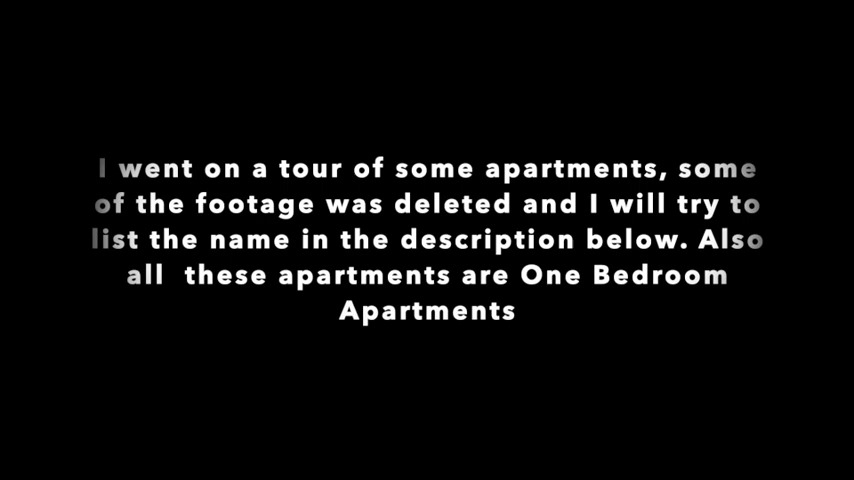 I went on a tour of some apartments, some
of the footage was deleted and I will try to
list the name in the description below. Also
all  these apartments are One Bedroom
Apartments